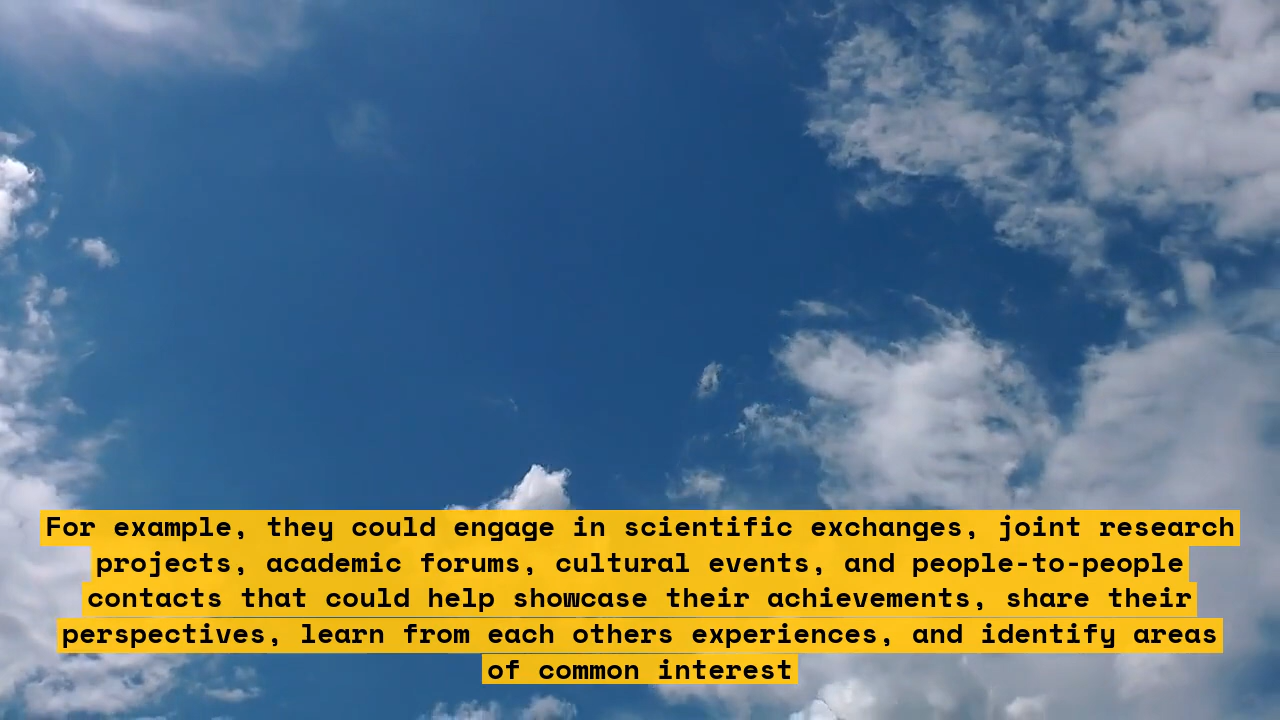 For example, they could engage in scientific exchanges, joint research
projects, academic forums, cultural events, and people-to-people
contacts that could help showcase their achievements, share their
perspectives, learn from each others experiences, and identify areas
of common interest